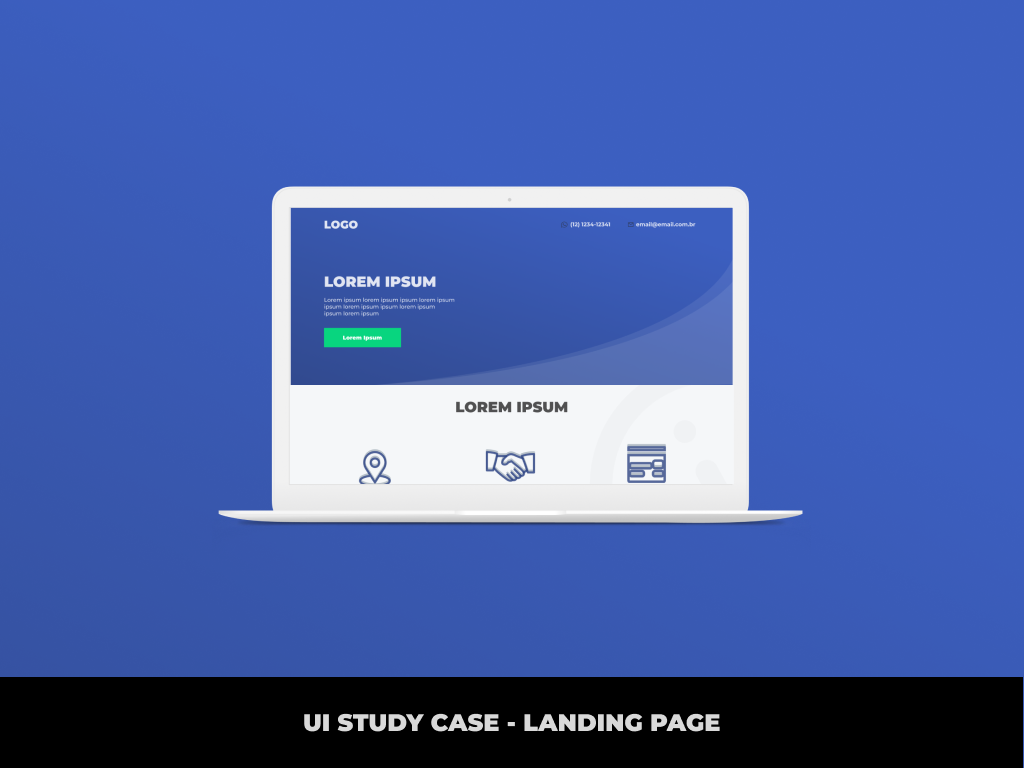 LOGO
(12) 1234-12341
email@email.com.br
LOREM IPSUM
Lorem ipsum lorem ipsum ipsum lorem ipsum
ipsum lorem ipsum ipsum lorem ipsum
ipsum lorem ipsum
Lorem Ipsum
LOREM IPSUM
UI STUDY CASE - LANDING PAGE